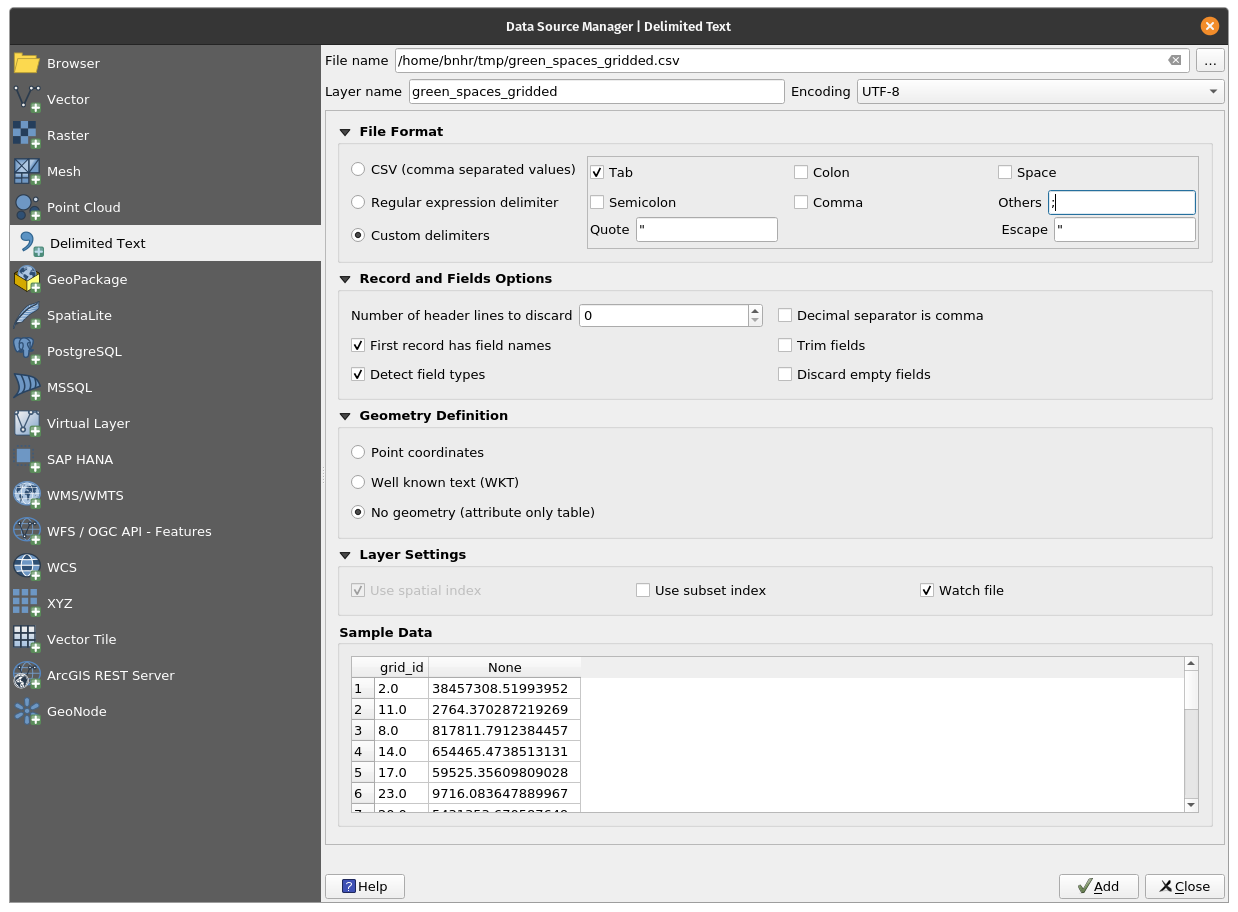 Data Source Manager | Delimited Text
Browser
Vector
Raster
Mesh
Point Cloud
Delimited Text
GeoPackage
SpatiaLite
PostgreSQL
MSSQL
Virtual Layer
SAP HANA
WMS/WMTS
WFS / OGC API - Features
WCS
XYZ
Vector Tile
ArcGIS REST Server
GeoNode
File name /home/bnhr/tmp/green_spaces_gridded.csv ...
Layer name green_spaces_gridded Encoding UTF-8
File Format
CSV (comma separated values) Tab Colon Space
Regular expression delimiter Semicolon Comma Others ;
Custom delimiters Quote " Escape "
Record and Fields Options
Number of header lines to discard 0 Decimal separator is comma
First record has field names Trim fields
Detect field types Discard empty fields
Geometry Definition
Point coordinates
Well known text (WKT)
No geometry (attribute only table)
Layer Settings
Use spatial index Use subset index Watch file
Sample Data
grid_id None
1 2.0 38457308.51993952
2 11.0 2764.370287219269
3 8.0 817811.7912384457
4 14.0 654465.4738513131
5 17.0 59525.35609809028
6 23.0 9716.083647889967
? Help Add Close